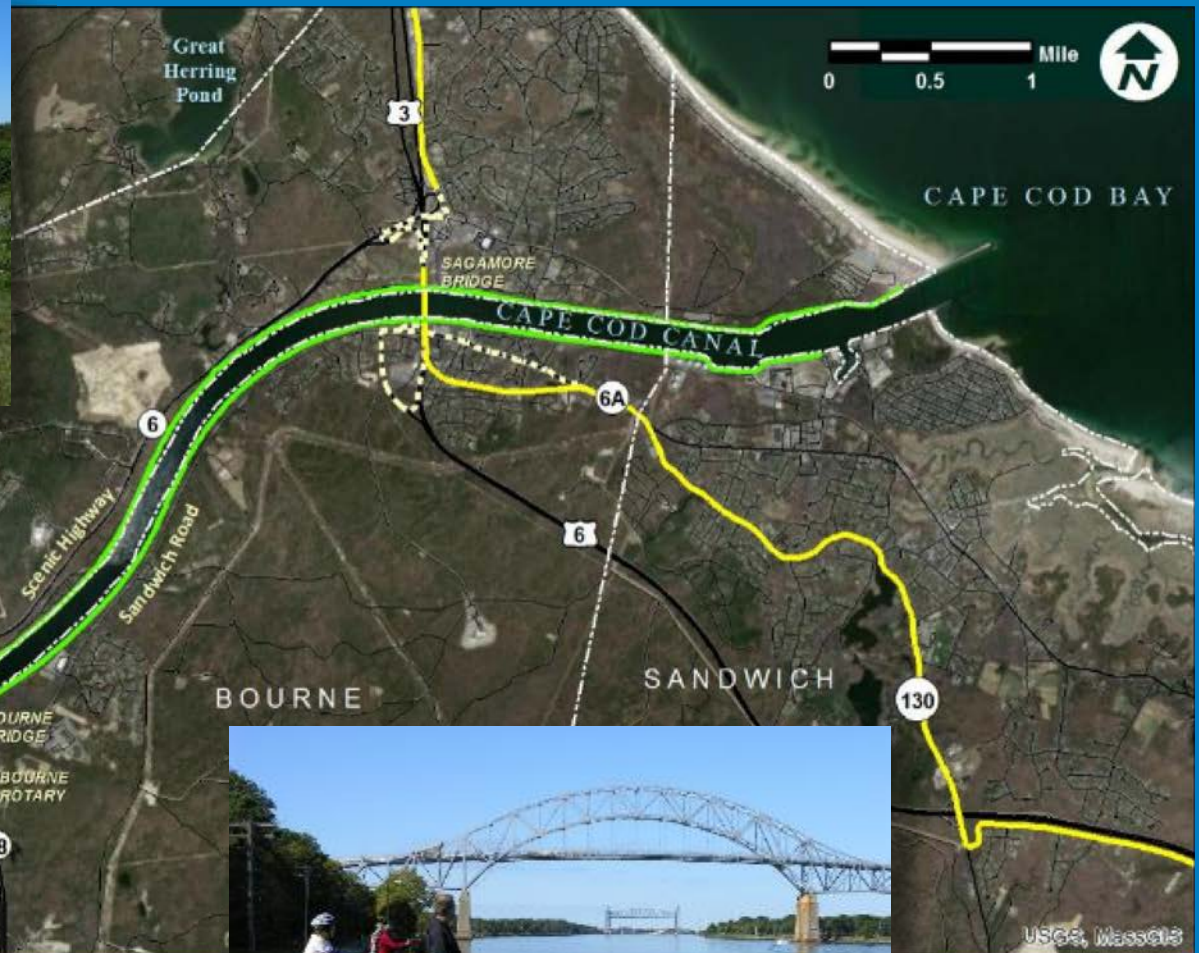 Great
Herring
Pond
3
Mile
0 0.5 1
N
CAPE COD BAY
SAGAMORE
BRIDGE
CAPE COD CANAL
6A
6
Scenic Highway
Sandwich Road
6
BOURNE
SANDWICH
130
OURNE
RIDGE
BOURNE
ROTARY
USGS, MassGIS